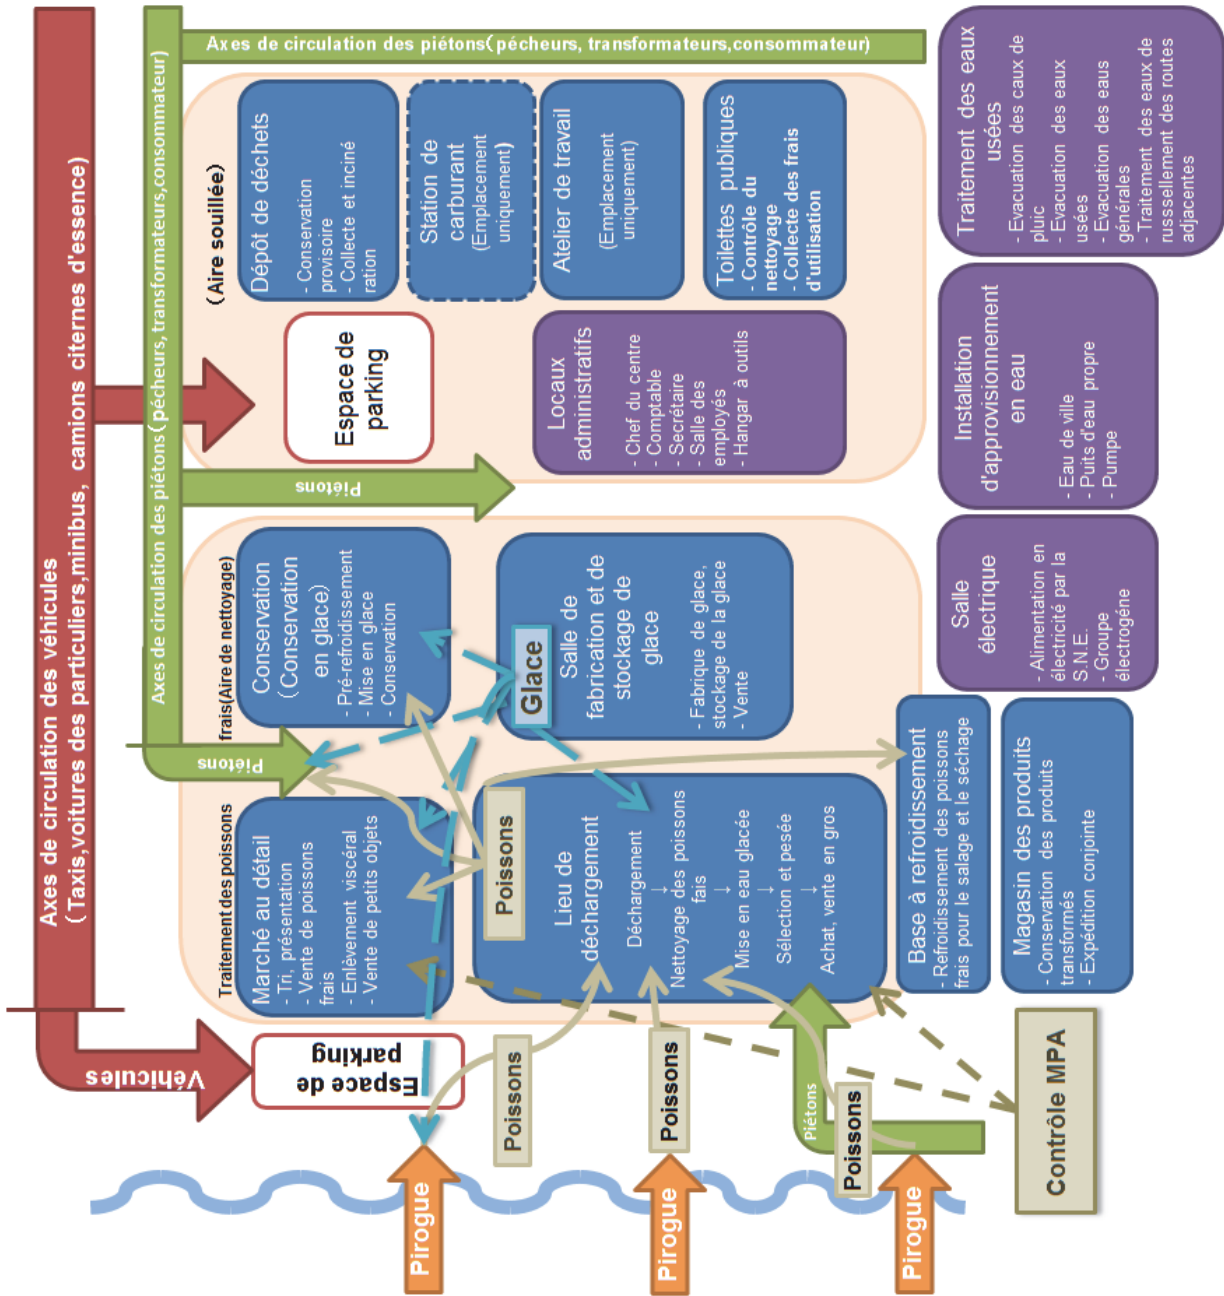 Axes de circulation des véhicules
(Taxis,voitures des particuliers,minibus, camions citernes d'essence)
Véhicules
Axes de circulation des piétons(pécheurs, transformateurs,consommateur)
Axes de circulation des piétons(pécheurs, transformateurs,consommateur)
Piétons
Piétons
Piétons
Espace de
parking
Traitement des poissons
frais(Aire de nettoyage)
(Aire souillée)
Marché au détail
- Tri, présentation
- Vente de poissons
frais
- Enlèvement viscéral
- Vente de petits objets
Conservation
(Conservation
en glace)
- Pré-refroidissement
- Mise en glace
- Conservation
Espace de
parking
Dépôt de déchets
- Conservation
provisoire
- Collecte et inciné
ration
Station de
carburant
(Emplacement
uniquement)
Atelier de travail
(Emplacement
uniquement)
Toilettes publiques
- Contrôle du
nettoyage
- Collecte des frais
d'utilisation
Locaux
administratifs
- Chef du centre
- Comptable
- Secrétaire
- Salle des
employés
- Hangar à outils
Glace
Salle de
fabrication et de
stockage de
glace
- Fabrique de glace,
stockage de la glace
- Vente
Poissons
Lieu de
déchargement
Déchargement
↓
Nettoyage des poissons
fais
↓
Mise en eau glacée
↓
Sélection et pesée
↓
Achat, vente en gros
Poissons
Poissons
Poissons
Pirogue
Pirogue
Pirogue
Contrôle MPA
Base à refroidissement
- Refroidissement des poissons
frais pour le salage et le séchage
Magasin des produits
- Conservation des produits
transformés
- Expédition conjointe
Salle
électrique
- Alimentation en
électricité par la
S.N.E.
- Groupe
électrogéne
Installation
d'approvisionnement
en eau
- Eau de ville
- Puits d'eau propre
- Pumpe
Traitement des eaux
usées
- Evacuation des caux de
pluic
- Evacuation des eaux
usées
- Evacuation des eaus
générales
- Traitement des eaux de
russsellement des routes
adjacentes